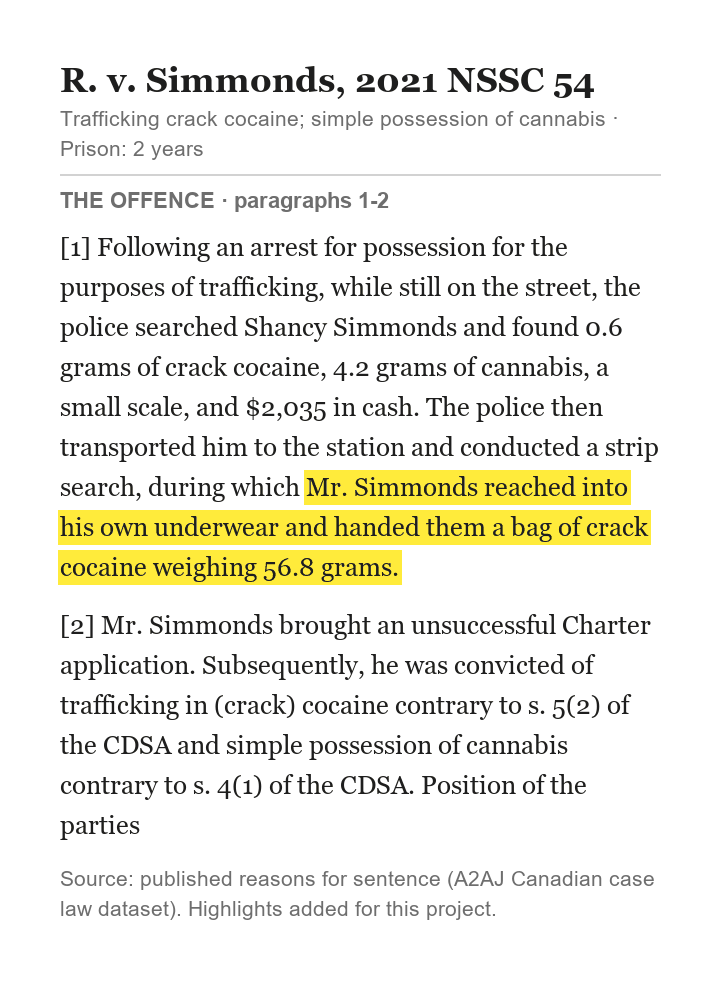 R. v. Simmonds, 2021 NSSC 54
Trafficking crack cocaine; simple possession of cannabis ·
Prison: 2 years
THE OFFENCE · paragraphs 1-2
[1] Following an arrest for possession for the
purposes of trafficking, while still on the street, the
police searched Shancy Simmonds and found 0.6
grams of crack cocaine, 4.2 grams of cannabis, a
small scale, and $2,035 in cash. The police then
transported him to the station and conducted a strip
search, during which Mr. Simmonds reached into
his own underwear and handed them a bag of crack
cocaine weighing 56.8 grams.
[2] Mr. Simmonds brought an unsuccessful Charter
application. Subsequently, he was convicted of
trafficking in (crack) cocaine contrary to s. 5(2) of
the CDSA and simple possession of cannabis
contrary to s. 4(1) of the CDSA. Position of the
parties
Source: published reasons for sentence (A2AJ Canadian case
law dataset). Highlights added for this project.